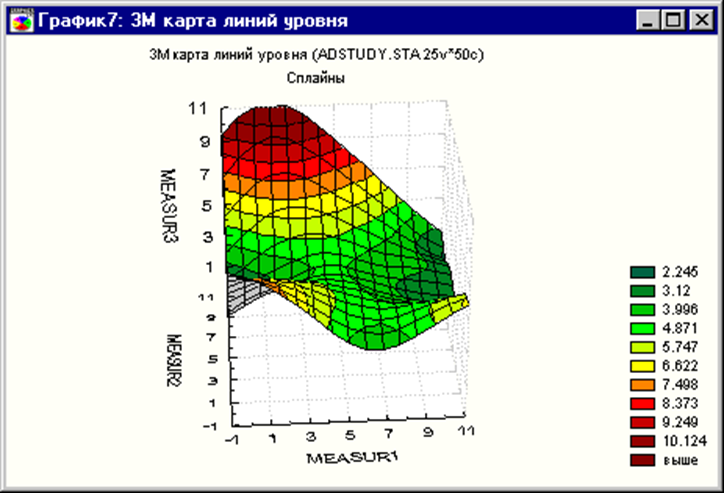 График7: 3М карта линий уровня
3М карта линий уровня (ADSTUDY.STA 25v*50c)
Сплайны
11
9
7
5
3
1
MEASUR3
11
9
7
5
3
1
-1
MEASUR2
-1 1 3 5 7 9 11
MEASUR1
2.245
3.12
3.996
4.871
5.747
6.622
7.498
8.373
9.249
10.124
выше